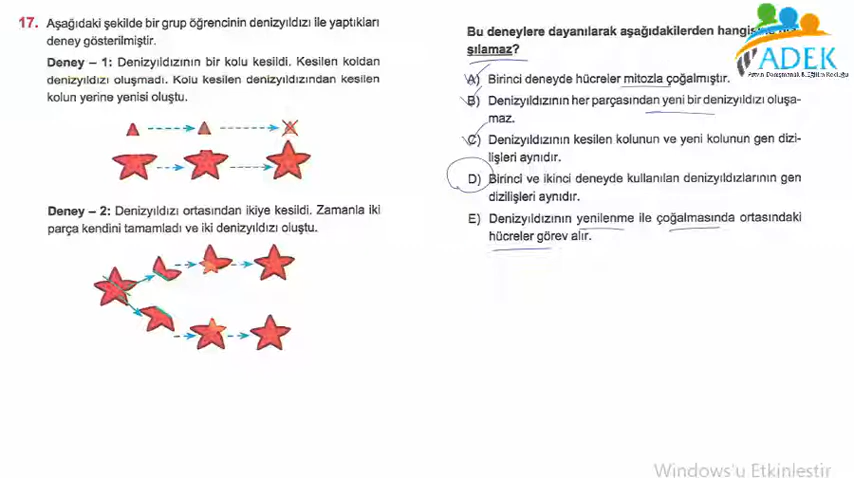 17. Aşağıdaki şekilde bir grup öğrencinin denizyıldızı ile yaptıkları
deney gösterilmiştir.
Deney – 1: Denizyıldızının bir kolu kesildi. Kesilen koldan
denizyıldızı oluşmadı. Kolu kesilen denizyıldızından kesilen
kolun yerine yenisi oluştu.
Deney – 2: Denizyıldızı ortasından ikiye kesildi. Zamanla iki
parça kendini tamamladı ve iki denizyıldızı oluştu.
Bu deneylere dayanılarak aşağıdakilerden
şılamaz?
A) Birinci deneyde hücreler mitozla çoğalmıştır.
B) Denizyıldızının her parçasından yeni bir denizyıldızı oluşa-
maz.
C) Denizyıldızının kesilen kolunun ve yeni kolunun gen dizi-
lişleri aynıdır.
D) Birinci ve ikinci deneyde kullanılan denizyıldızlarının gen
dizilişleri aynıdır.
E) Denizyıldızının yenilenme ile çoğalmasında ortasındaki
hücreler görev alır.
ADEK
Windows'u Etkinleştir